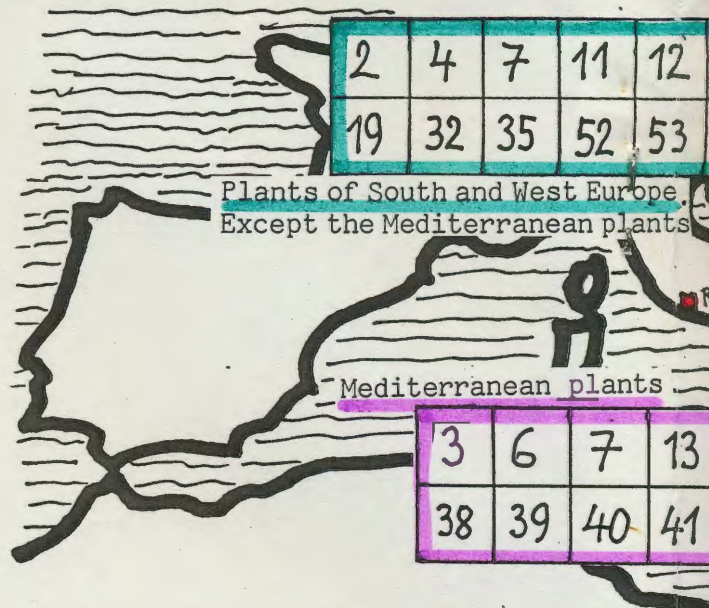 2 4 7 11 12
19 32 35 52 53
Plants of South and West Europe.
Except the Mediterranean plants
R
Mediterranean plants
3 6 7 13
38 39 40 41